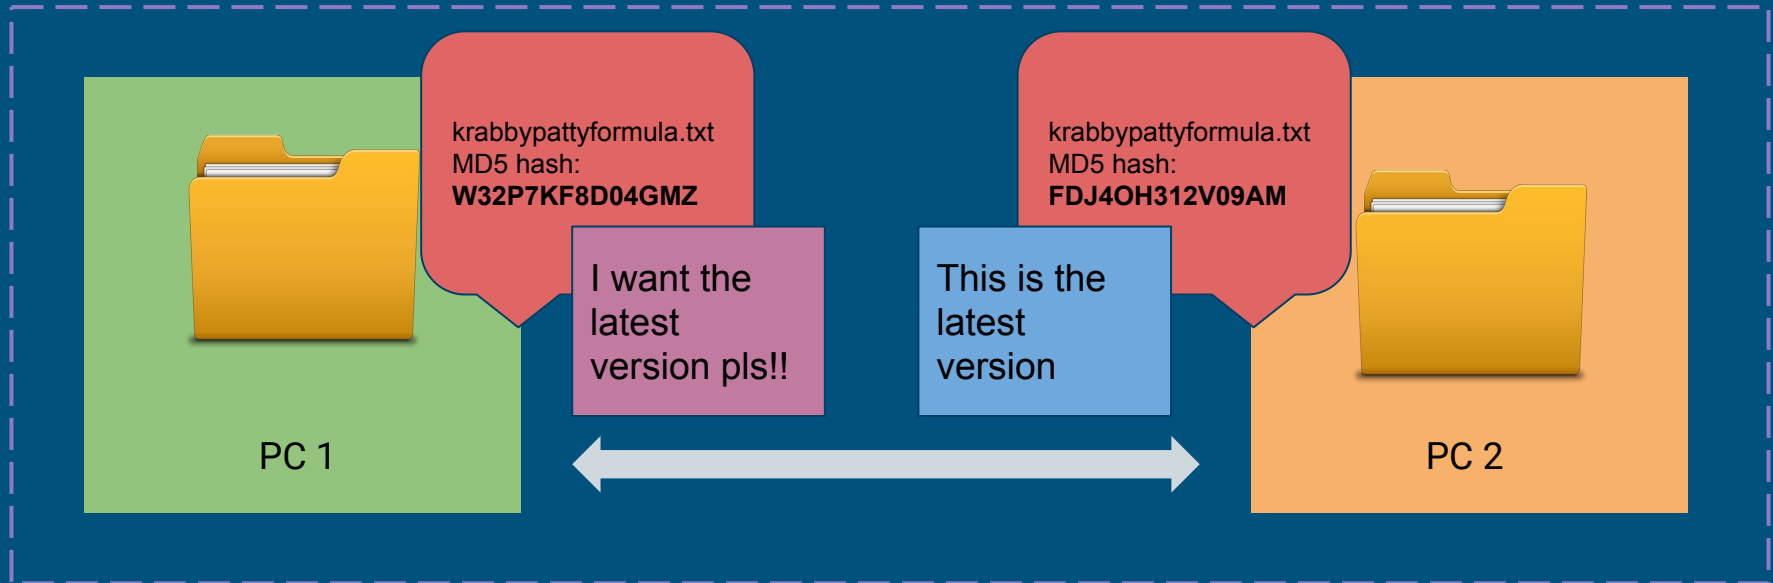 krabbypattyformula.txt
MD5 hash:
W32P7KF8D04GMZ
I want the
latest
version pls!!
PC 1
krabbypattyformula.txt
MD5 hash:
FDJ4OH312V09AM
This is the
latest
version
PC 2